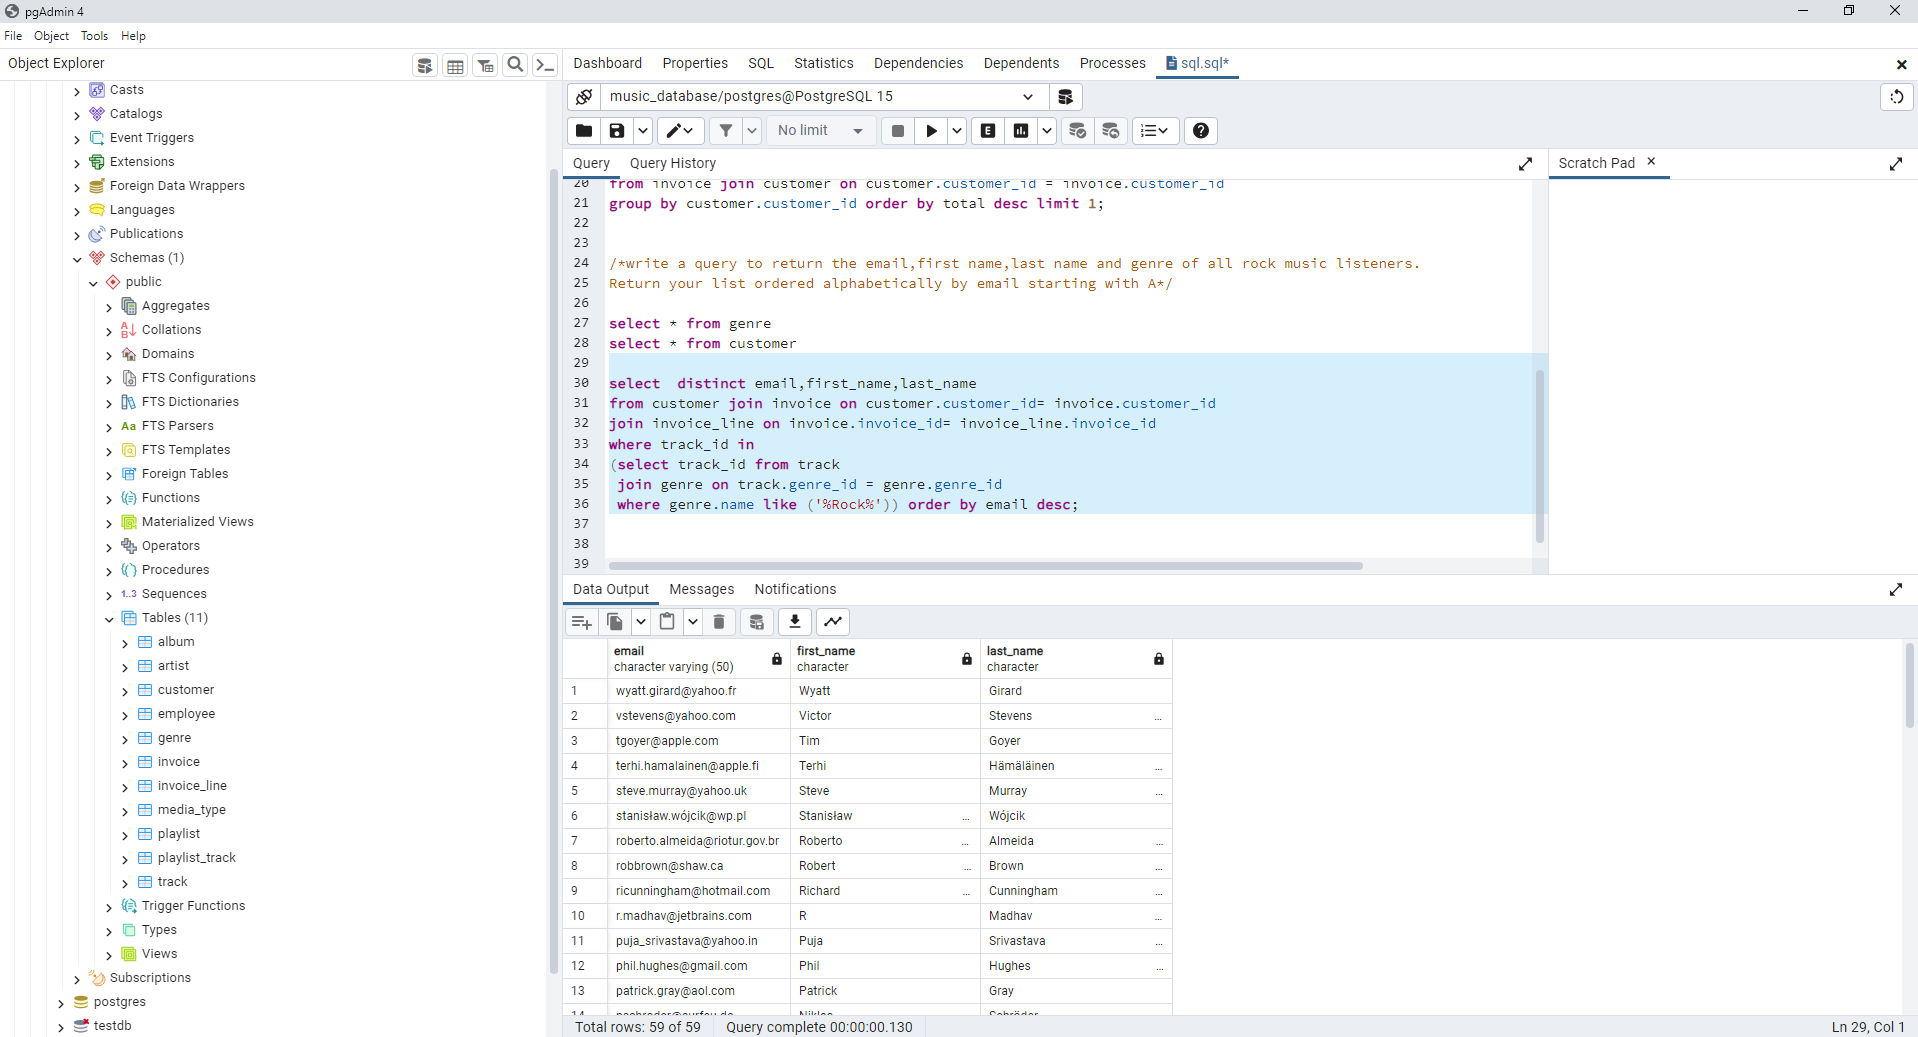 pgAdmin 4
File Object Tools Help
Object Explorer
Casts
Catalogs
Event Triggers
Extensions
Foreign Data Wrappers
Languages
Publications
Schemas (1)
public
Aggregates
Collations
Domains
FTS Configurations
FTS Dictionaries
Aa FTS Parsers
FTS Templates
Foreign Tables
Functions
Materialized Views
Operators
Procedures
1..3 Sequences
Tables (11)
album
artist
customer
employee
genre
invoice
invoice_line
media_type
playlist
playlist_track
track
Trigger Functions
Types
Views
Subscriptions
postgres
testdb
Dashboard Properties SQL Statistics Dependencies Dependents Processes sql.sql*
music_database/postgres@PostgreSQL 15
No limit
E
Query Query History
20 from invoice join customer on customer.customer_id = invoice.customer_id
21 group by customer.customer_id order by total desc limit 1;
22
23
24 /*write a query to return the email,first name,last name and genre of all rock music listeners.
25 Return your list ordered alphabetically by email starting with A*/
26
27 select * from genre
28 select * from customer
29
30 select  distinct email,first_name,last_name
31 from customer join invoice on customer.customer_id= invoice.customer_id
32 join invoice_line on invoice.invoice_id= invoice_line.invoice_id
33 where track_id in
34 (select track_id from track
35  join genre on track.genre_id = genre.genre_id
36  where genre.name like ('%Rock%')) order by email desc;
37
38
39
Scratch Pad
Data Output Messages Notifications
email first_name last_name
character varying (50) character character
1 wyatt.girard@yahoo.fr Wyatt Girard
2 vstevens@yahoo.com Victor Stevens ...
3 tgoyer@apple.com Tim Goyer
4 terhi.hamalainen@apple.fi Terhi Hämäläinen ...
5 steve.murray@yahoo.uk Steve Murray ...
6 stanisław.wójcik@wp.pl Stanisław ... Wójcik
7 roberto.almeida@riotur.gov.br Roberto ... Almeida ...
8 robbrown@shaw.ca Robert ... Brown ...
9 ricunningham@hotmail.com Richard ... Cunningham ...
10 r.madhav@jetbrains.com R Madhav ...
11 puja_srivastava@yahoo.in Puja Srivastava ...
12 phil.hughes@gmail.com Phil Hughes ...
13 patrick.gray@aol.com Patrick Gray
Total rows: 59 of 59 Query complete 00:00:00.130
Ln 29, Col 1